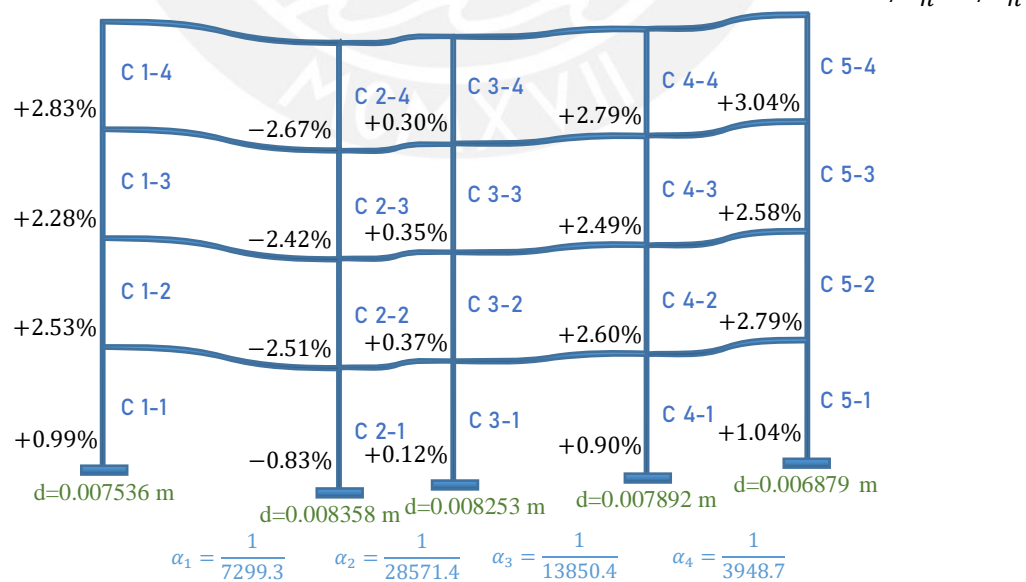 C 1-4
C 2-4
C 3-4
C 4-4
C 5-4
+2.83%
−2.67%
+0.30%
+2.79%
+3.04%
C 1-3
C 2-3
C 3-3
C 4-3
C 5-3
+2.28%
−2.42%
+0.35%
+2.49%
+2.58%
C 1-2
C 2-2
C 3-2
C 4-2
C 5-2
+2.53%
−2.51%
+0.37%
+2.60%
+2.79%
C 1-1
C 2-1
C 3-1
C 4-1
C 5-1
+0.99%
−0.83%
+0.12%
+0.90%
+1.04%
d=0.007536 m
d=0.008358 m
d=0.008253 m
d=0.007892 m
d=0.006879 m
α₁ = 1/7299.3
α₂ = 1/28571.4
α₃ = 1/13850.4
α₄ = 1/3948.7